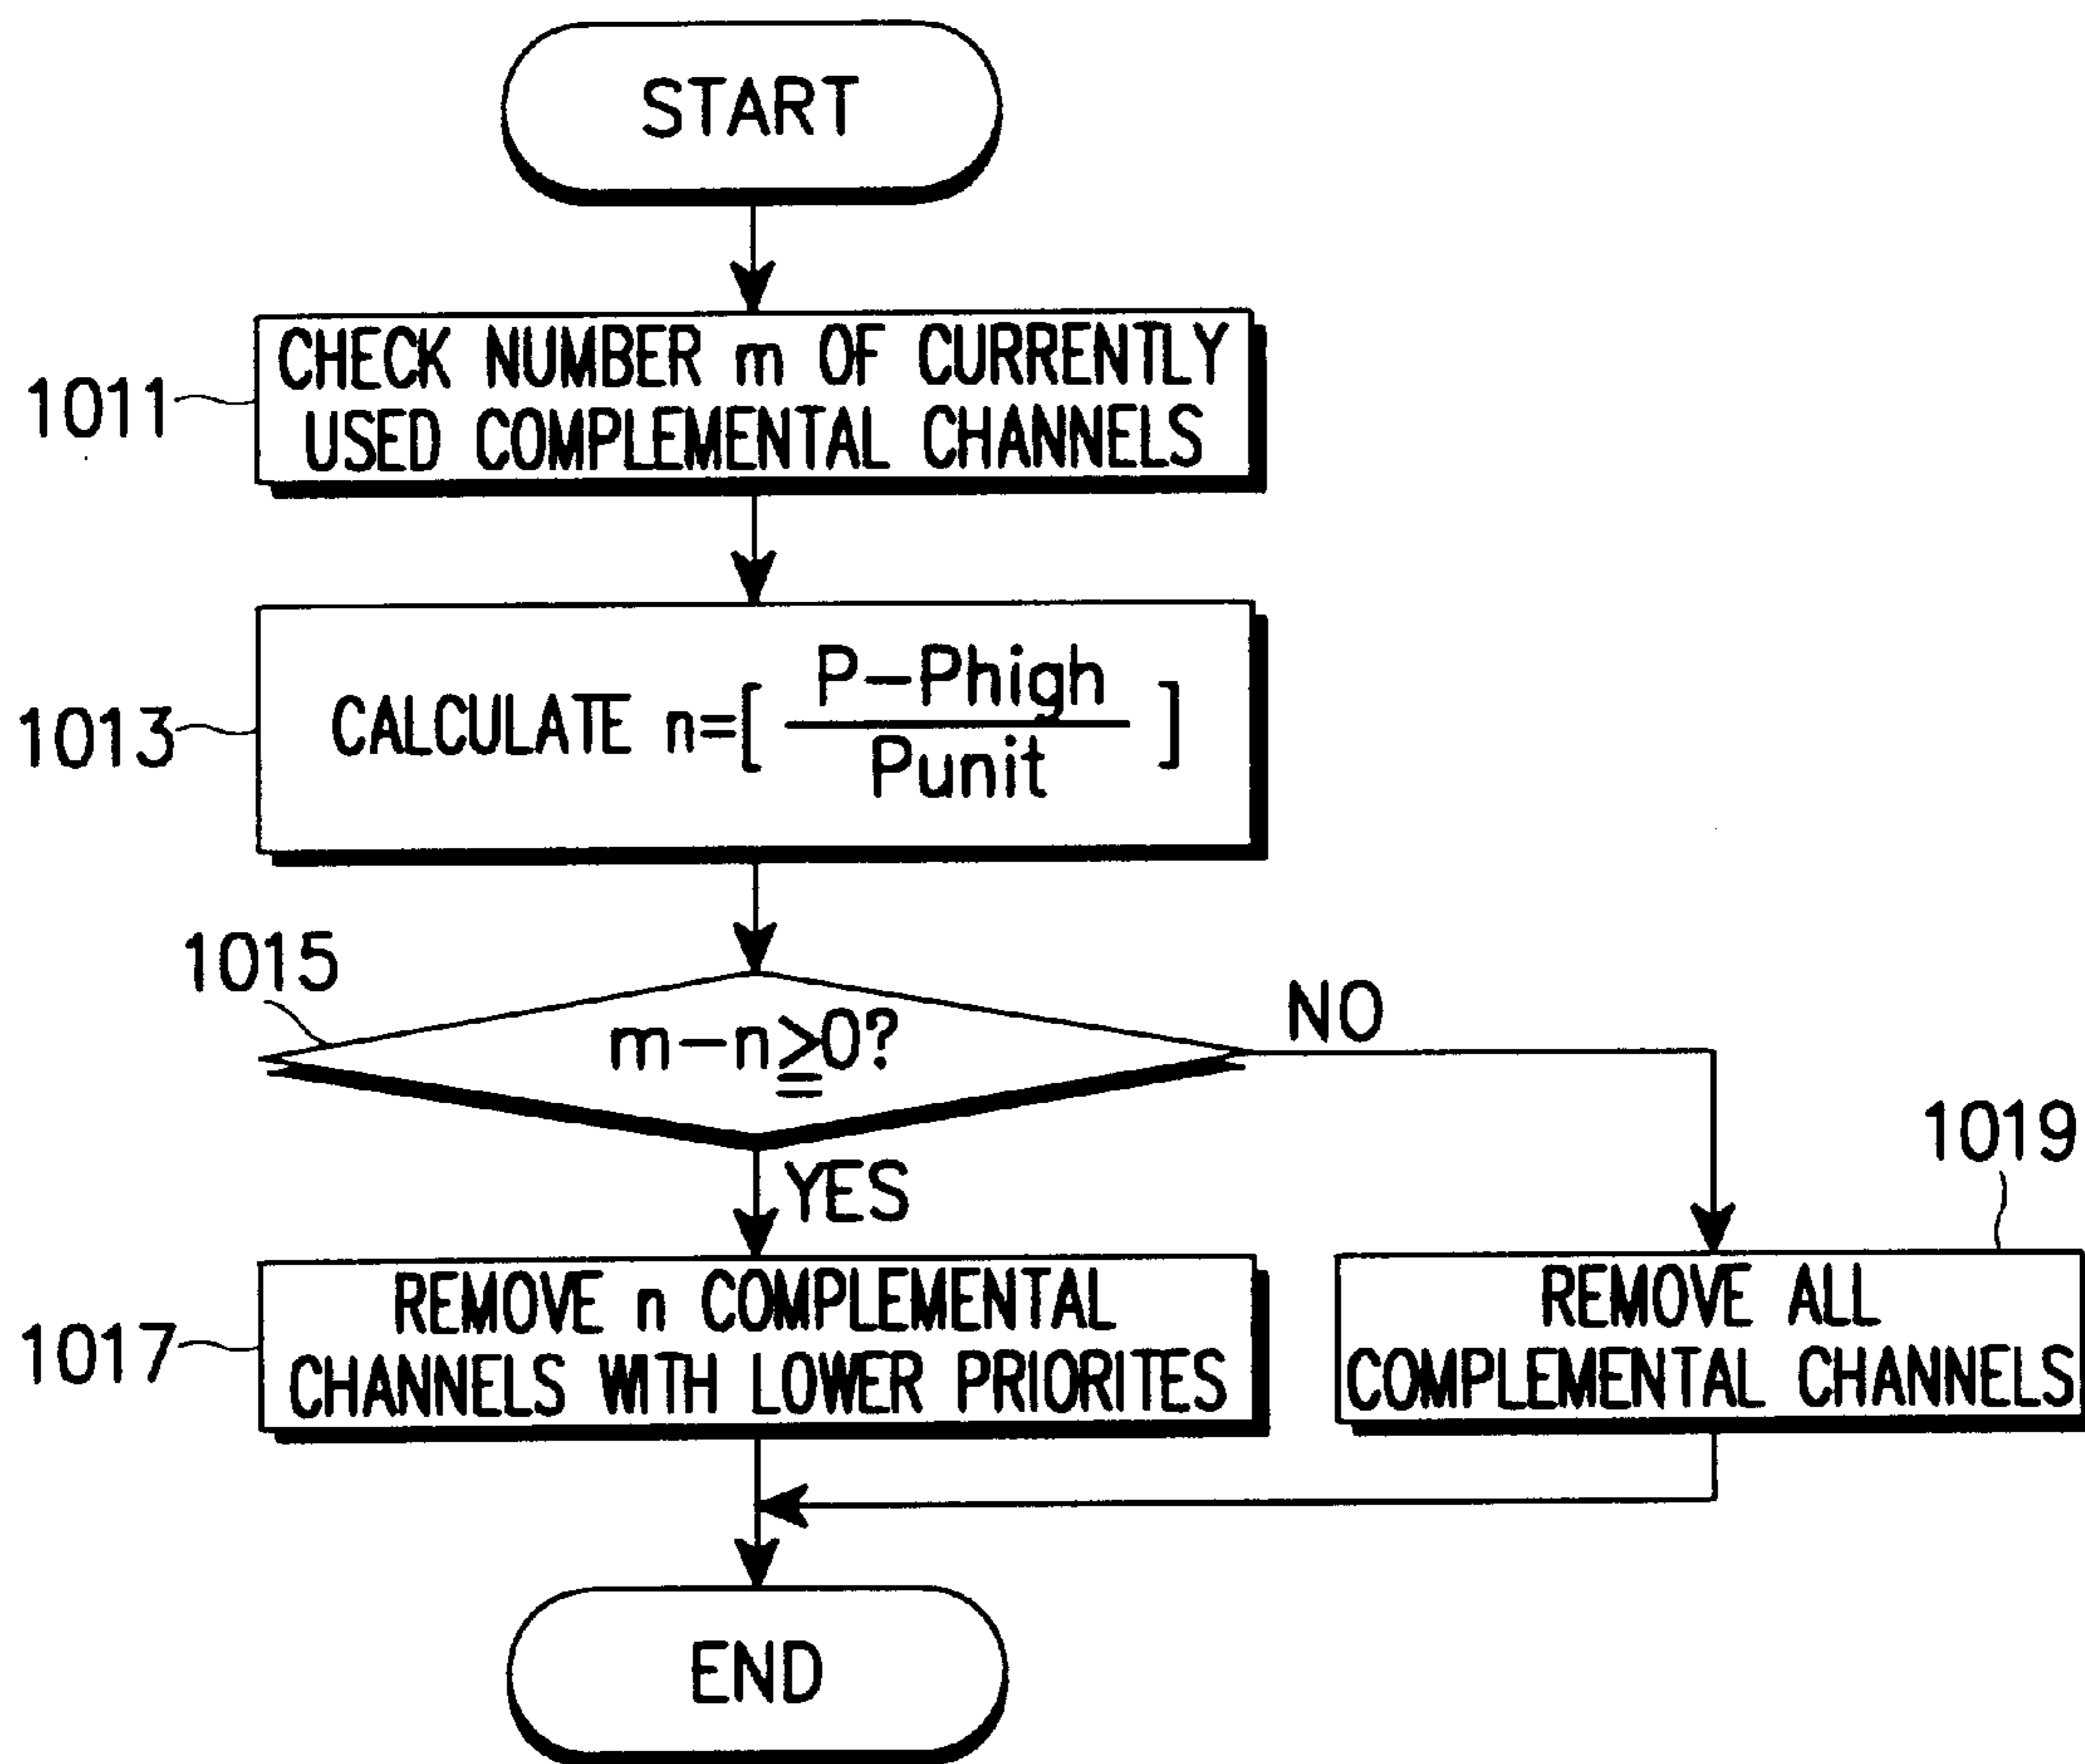 START
1011
CHECK NUMBER m OF CURRENTLY
USED COMPLEMENTAL CHANNELS
1013
CALCULATE n=[ P-Phigh / Punit ]
1015
m-n≧0?
NO
YES
1019
1017
REMOVE n COMPLEMENTAL
CHANNELS WITH LOWER PRIORITES
REMOVE ALL
COMPLEMENTAL CHANNELS
END